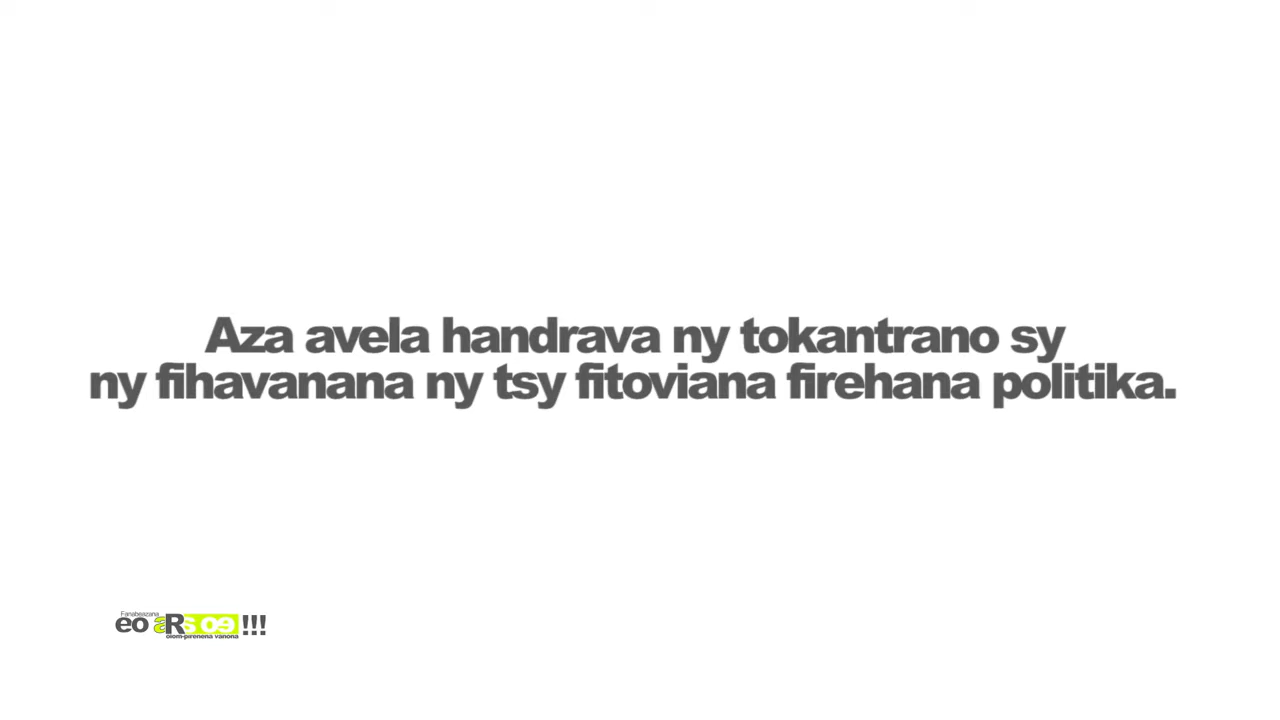 Aza avela handrava ny tokantrano sy
ny fihavanana ny tsy fitoviana firehana politika.
Fanabeazana
eo aRs oe !!!
olom-pirenena vanona